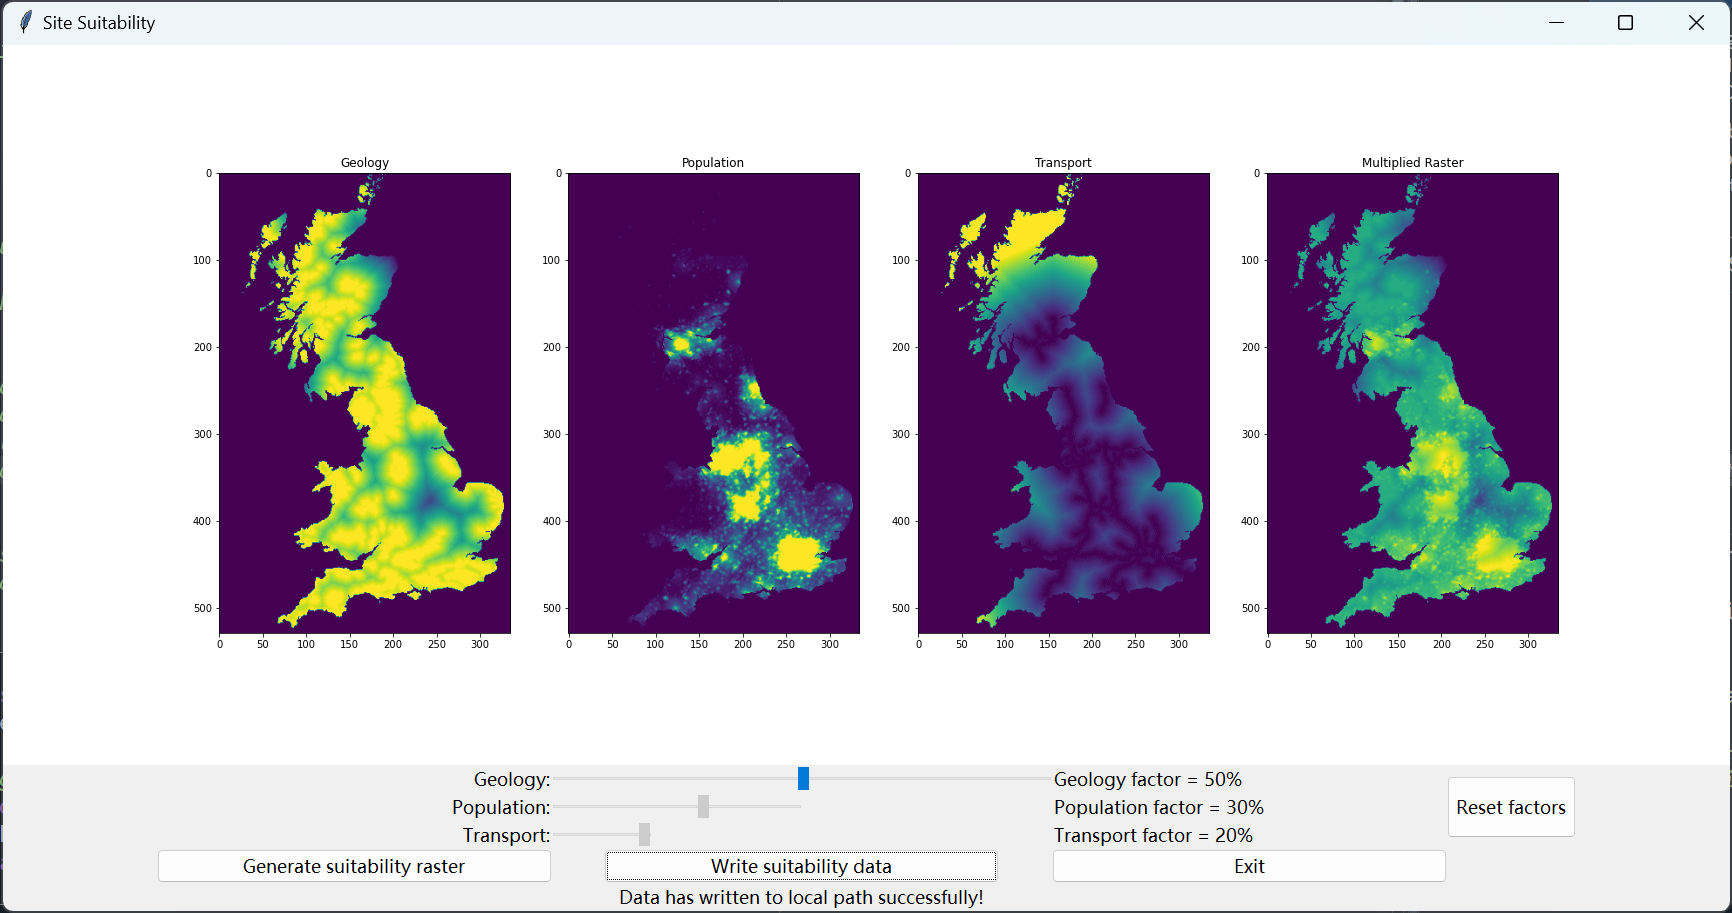 Site Suitability
Geology
Population
Transport
Multiplied Raster
0
100
200
300
400
500
0 50 100 150 200 250 300
0
100
200
300
400
500
0 50 100 150 200 250 300
0
100
200
300
400
500
0 50 100 150 200 250 300
0
100
200
300
400
500
0 50 100 150 200 250 300
Geology: Geology factor = 50%
Population: Population factor = 30%
Transport: Transport factor = 20%
Reset factors
Generate suitability raster
Write suitability data
Exit
Data has written to local path successfully!